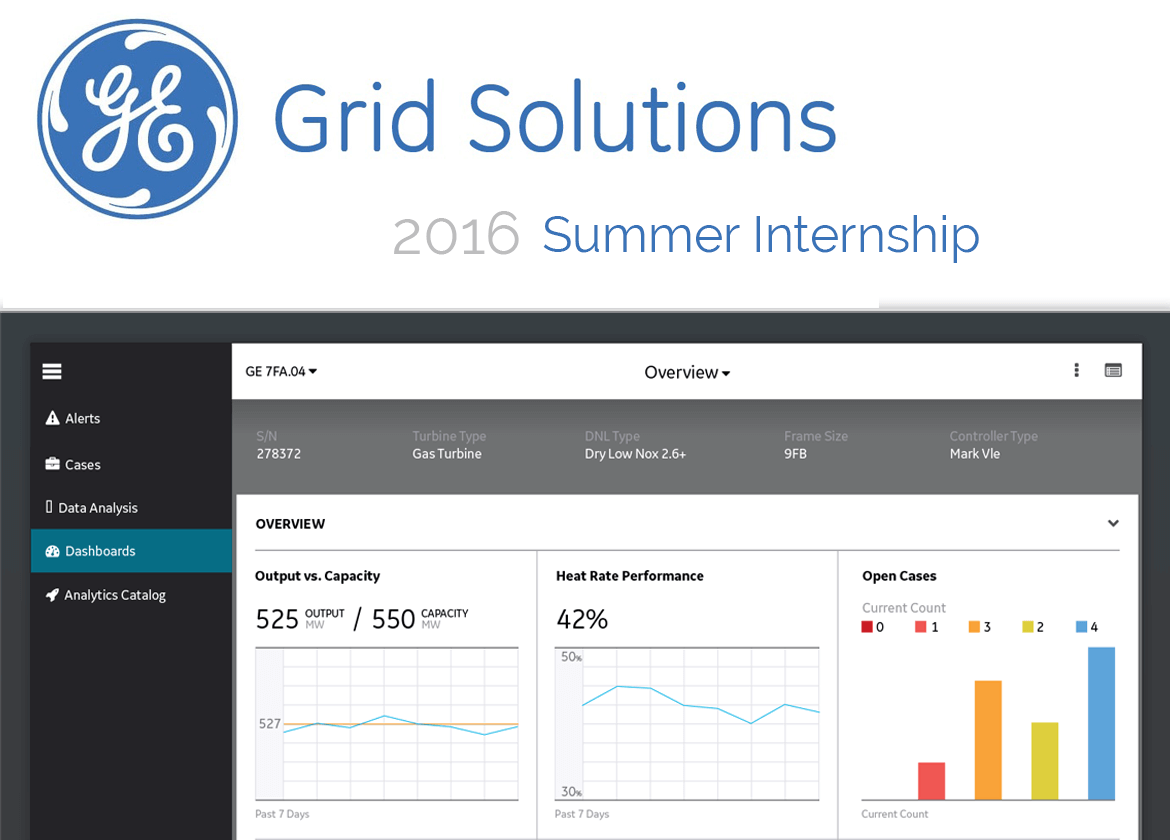 GE
Grid Solutions
2016 Summer Internship
GE 7FA.04
Overview
Alerts
Cases
Data Analysis
Dashboards
Analytics Catalog
S/N
278372
Turbine Type
Gas Turbine
DNL Type
Dry Low Nox 2.6+
Frame Size
9FB
Controller Type
Mark Vle
OVERVIEW
Output vs. Capacity
525 OUTPUT MW / 550 CAPACITY MW
527
Past 7 Days
Heat Rate Performance
42%
50%
30%
Past 7 Days
Open Cases
Current Count
0 1 3 2 4
Current Count